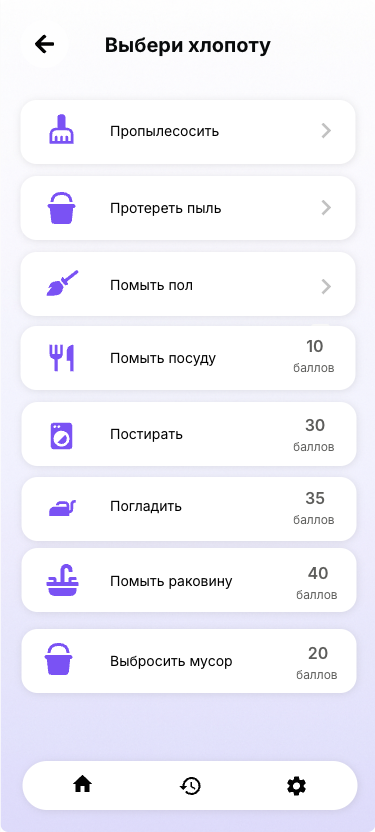 Выбери хлопоту
Пропылесосить
Протереть пыль
Помыть пол
Помыть посуду
10
баллов
Постирать
30
баллов
Погладить
35
баллов
Помыть раковину
40
баллов
Выбросить мусор
20
баллов